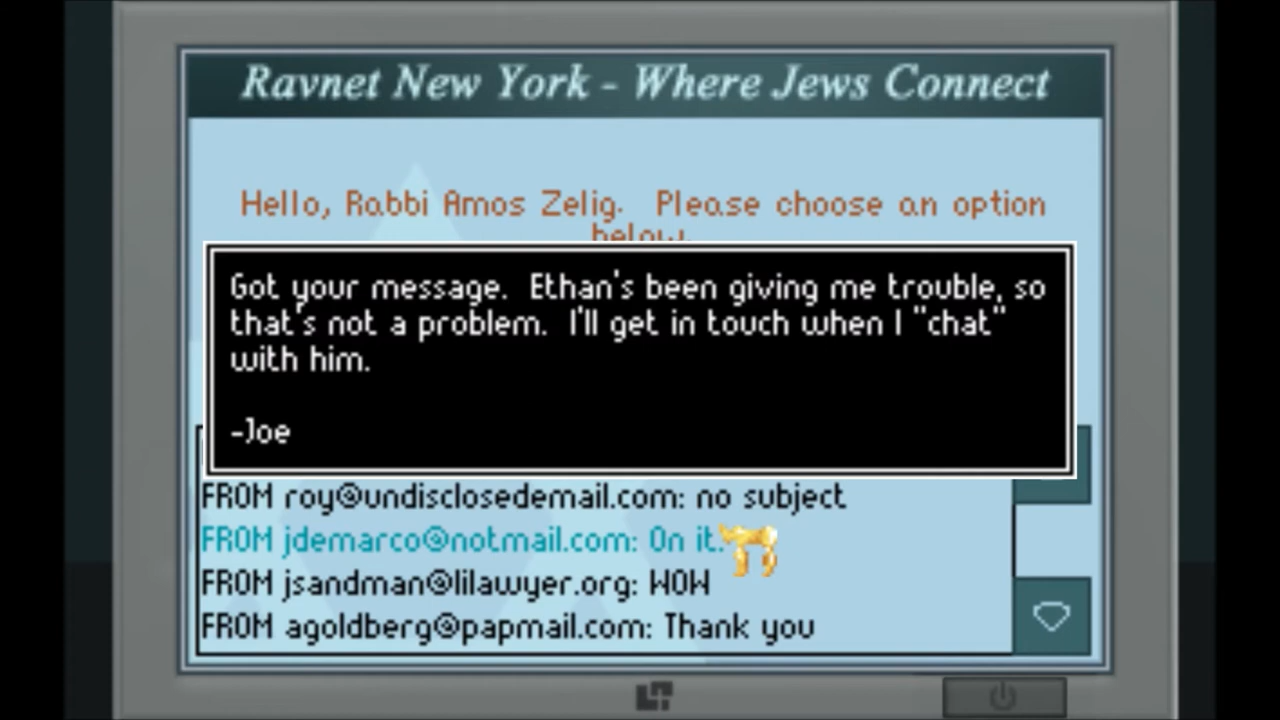 Ravnet New York - Where Jews Connect
Hello, Rabbi Amos Zelig. Please choose an option
below.
Got your message. Ethan's been giving me trouble, so
that's not a problem. I'll get in touch when I "chat"
with him.
-Joe
FROM roy@undisclosedemail.com: no subject
FROM jdemarco@notmail.com: On it.
FROM jsandman@lilawyer.org: WOW
FROM agoldberg@papmail.com: Thank you